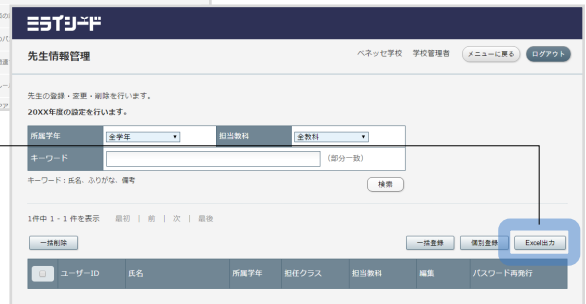 ミライシード
先生情報管理
ベネッセ学校 学校管理者 メニューに戻る ログアウト
先生の登録・変更・削除を行います。
20XX年度の設定を行います。
所属学年 全学年 担当教科 全教科
キーワード (部分一致)
キーワード：氏名、ふりがな、備考
検索
1件中 1 - 1 件を表示 最初 | 前 | 次 | 最後
一括削除 一括登録 個別登録 Excel出力
ユーザーID 氏名 所属学年 担任クラス 担当教科 編集 パスワード再発行